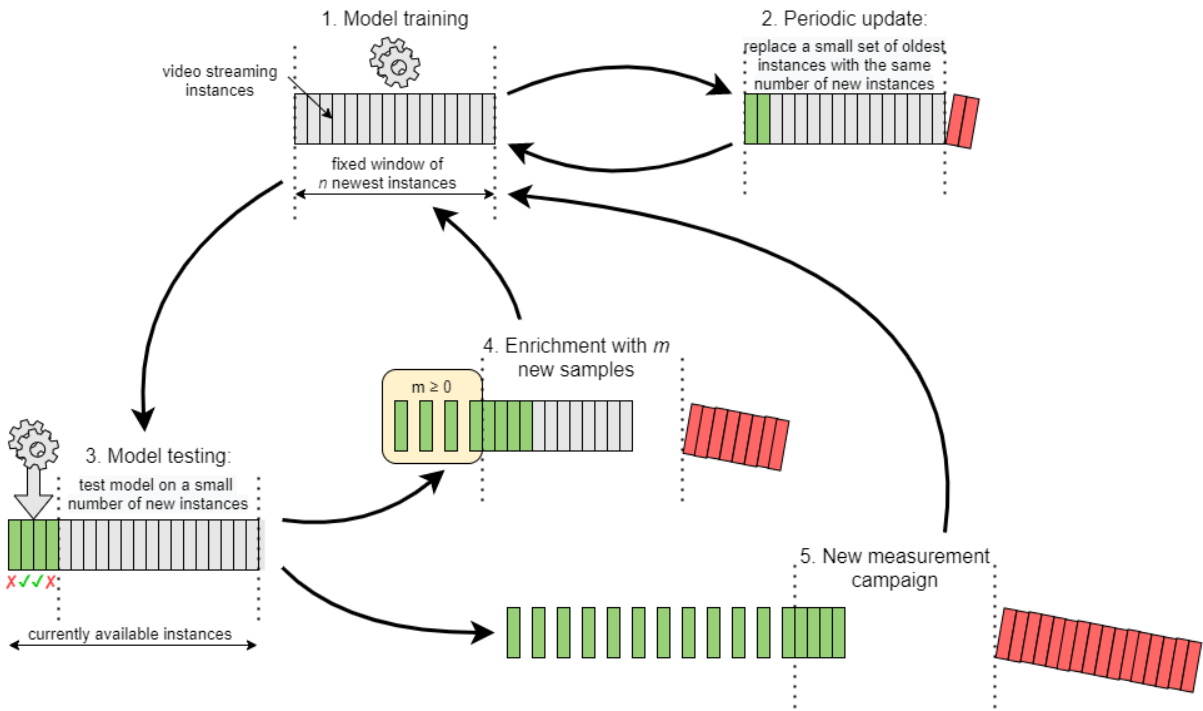 1. Model training
video streaming
instances
fixed window of
n newest instances
2. Periodic update:
replace a small set of oldest
instances with the same
number of new instances
4. Enrichment with m
new samples
m ≥ 0
3. Model testing:
test model on a small
number of new instances
✗✓✓✗
currently available instances
5. New measurement
campaign